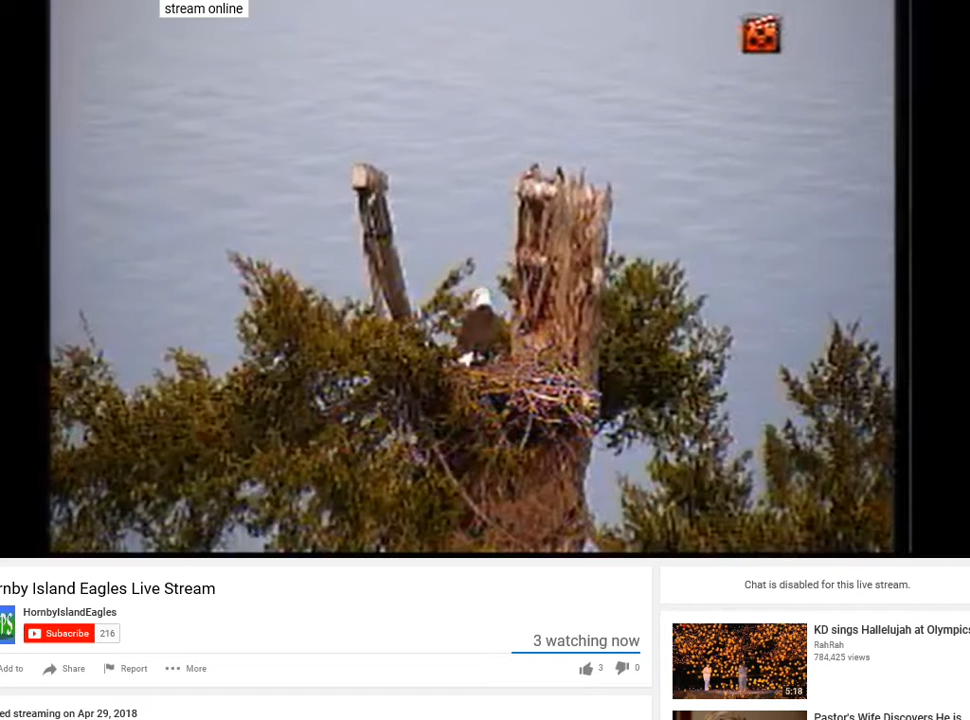 stream online
rnby Island Eagles Live Stream
HornbyIslandEagles
Subscribe 216
3 watching now
Add to Share Report More 3 0
ed streaming on Apr 29, 2018
Chat is disabled for this live stream.
KD sings Hallelujah at Olympics
RahRah
784,425 views
5:18
Pastor's Wife Discovers He is